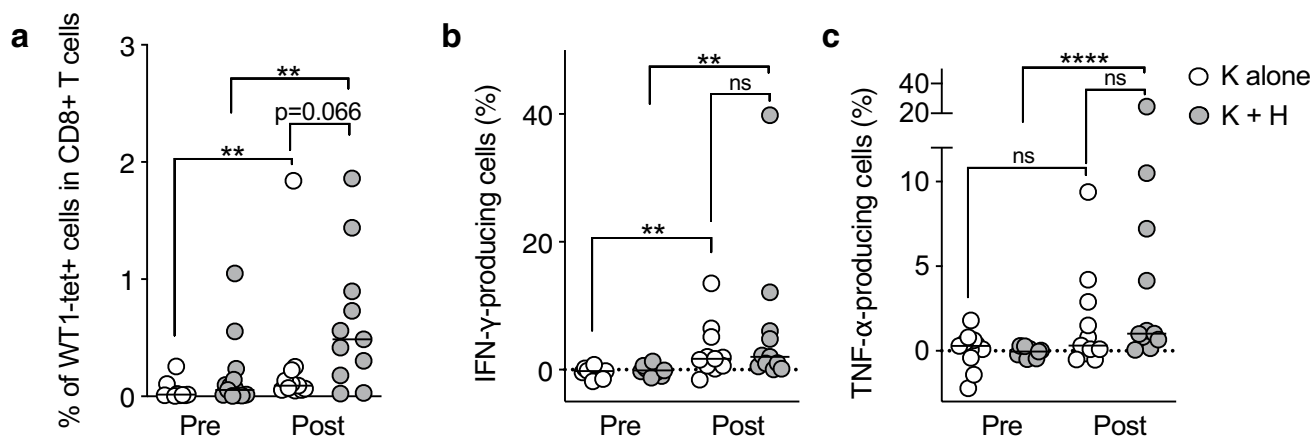 a
% of WT1-tet+ cells in CD8+ T cells
3
2
1
0
**
p=0.066
**
Pre
Post
b
IFN-γ-producing cells (%)
40
20
0
**
ns
**
Pre
Post
c
TNF-α-producing cells (%)
40
20
10
5
0
****
ns
ns
Pre
Post
K alone
K + H